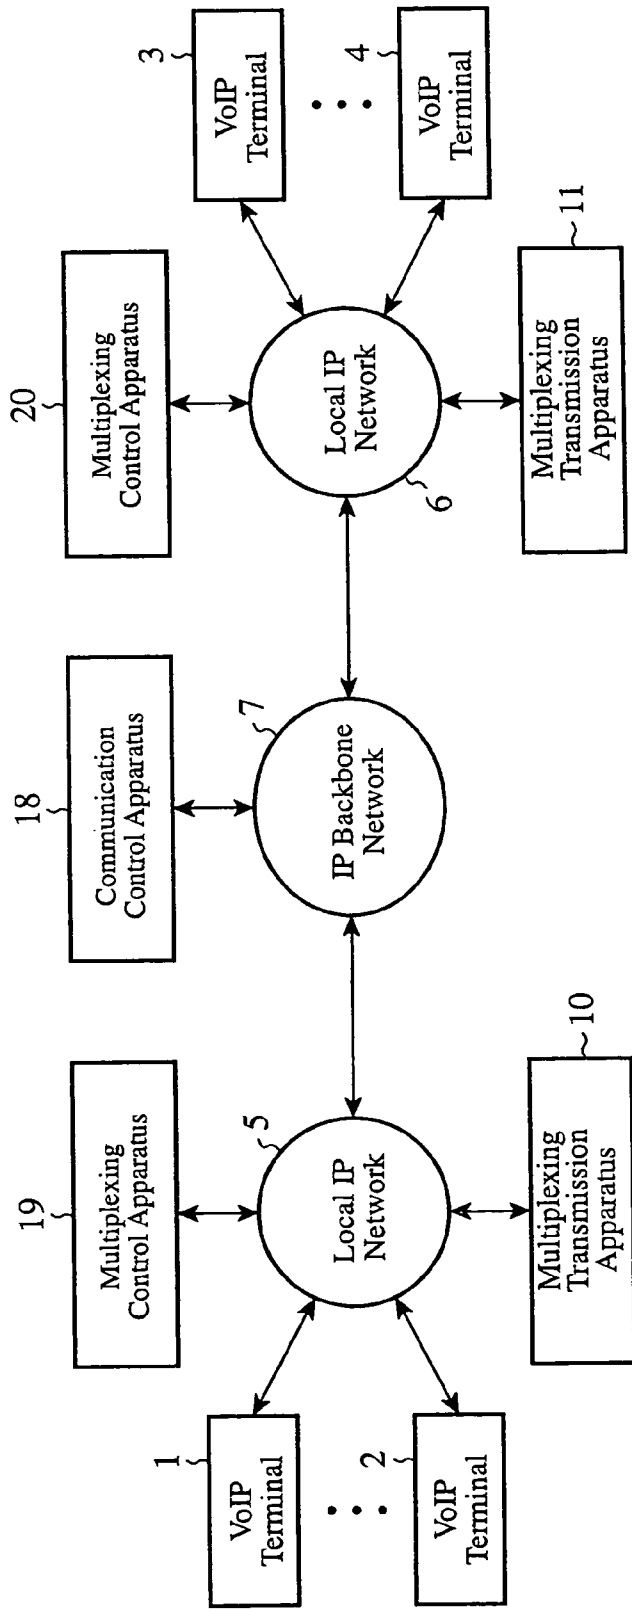 19
Multiplexing
Control Apparatus
18
Communication
Control Apparatus
20
Multiplexing
Control Apparatus
1
VoIP
Terminal
2
VoIP
Terminal
5
Local IP
Network
7
IP Backbone
Network
6
Local IP
Network
3
VoIP
Terminal
4
VoIP
Terminal
10
Multiplexing
Transmission
Apparatus
11
Multiplexing
Transmission
Apparatus